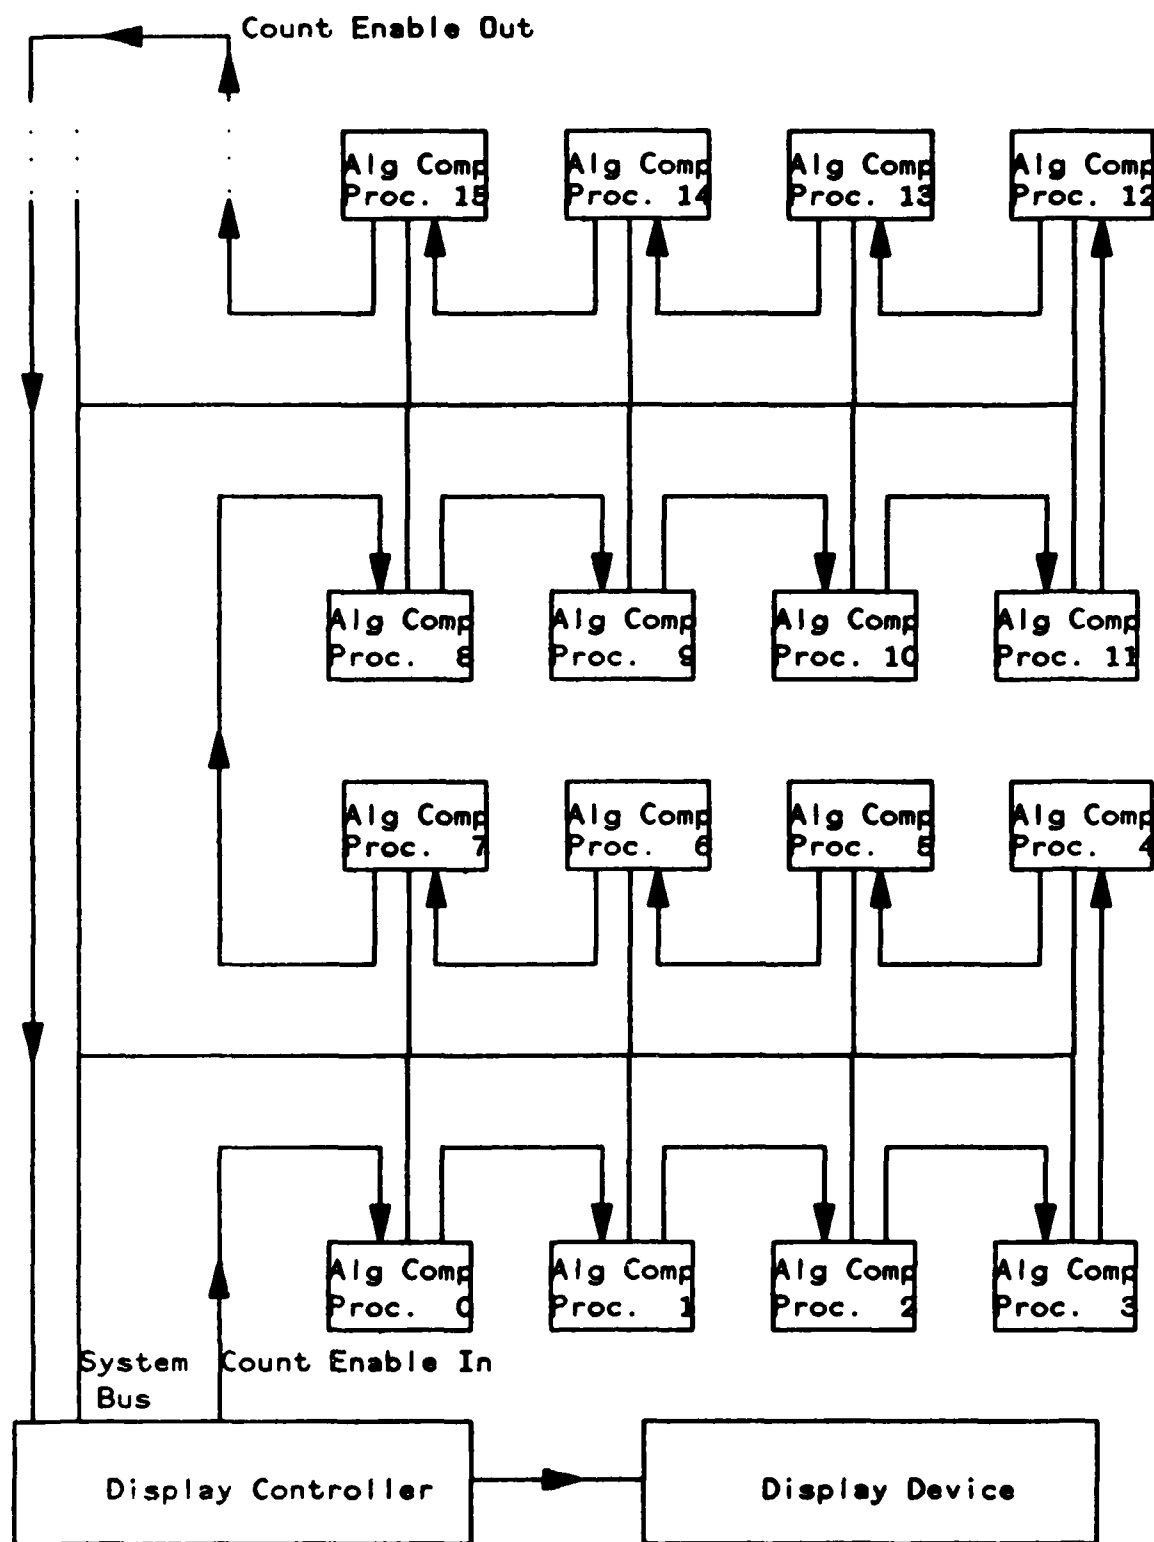 Count Enable Out
Alg Comp
Proc. 15
Alg Comp
Proc. 14
Alg Comp
Proc. 13
Alg Comp
Proc. 12
Alg Comp
Proc. 8
Alg Comp
Proc. 9
Alg Comp
Proc. 10
Alg Comp
Proc. 11
Alg Comp
Proc. 7
Alg Comp
Proc. 6
Alg Comp
Proc. 5
Alg Comp
Proc. 4
Alg Comp
Proc. 0
Alg Comp
Proc. 1
Alg Comp
Proc. 2
Alg Comp
Proc. 3
System
Bus
Count Enable In
Display Controller
Display Device